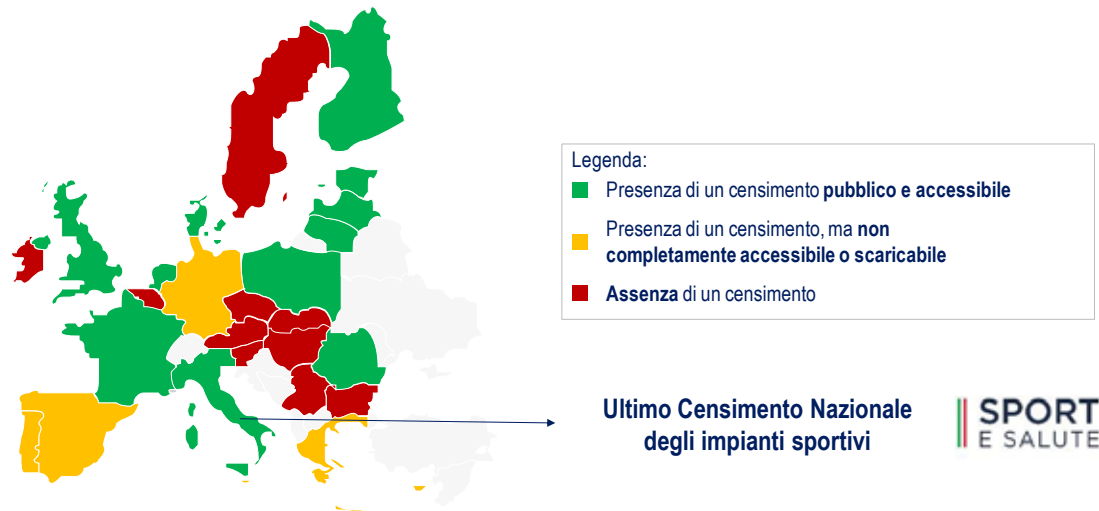 Legenda:
Presenza di un censimento pubblico e accessibile
Presenza di un censimento, ma non
completamente accessibile o scaricabile
Assenza di un censimento
Ultimo Censimento Nazionale
degli impianti sportivi
SPORT
E SALUTE